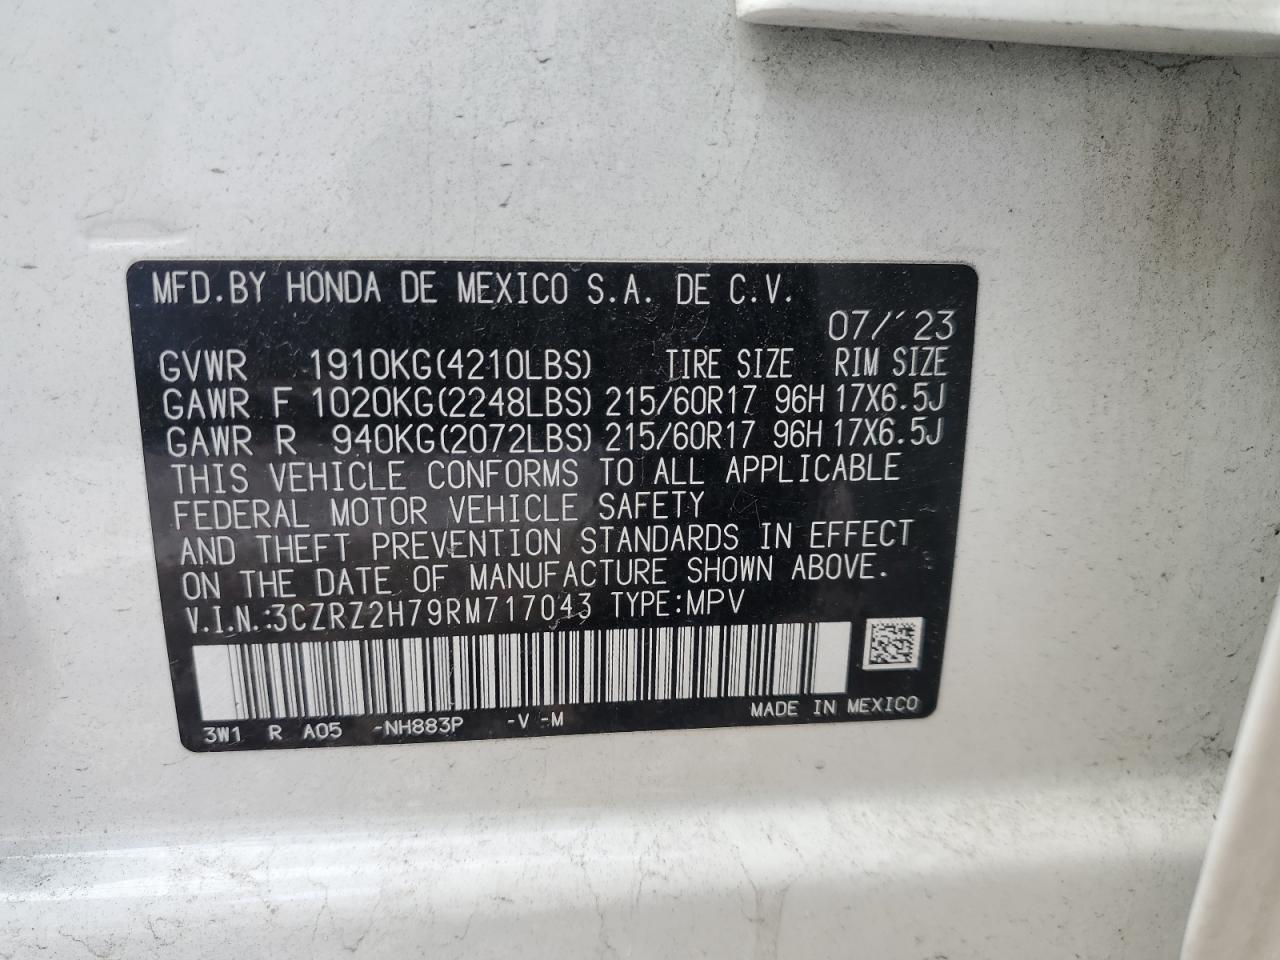 MFD.BY HONDA DE MEXICO S.A. DE C.V.
07/'23
GVWR 1910KG(4210LBS) TIRE SIZE RIM SIZE
GAWR F 1020KG(2248LBS) 215/60R17 96H 17X6.5J
GAWR R 940KG(2072LBS) 215/60R17 96H 17X6.5J
THIS VEHICLE CONFORMS TO ALL APPLICABLE
FEDERAL MOTOR VEHICLE SAFETY
AND THEFT PREVENTION STANDARDS IN EFFECT
ON THE DATE OF MANUFACTURE SHOWN ABOVE.
V.I.N.:3CZRZ2H79RM717043 TYPE:MPV
3W1 R A05 -NH883P -V -M MADE IN MEXICO